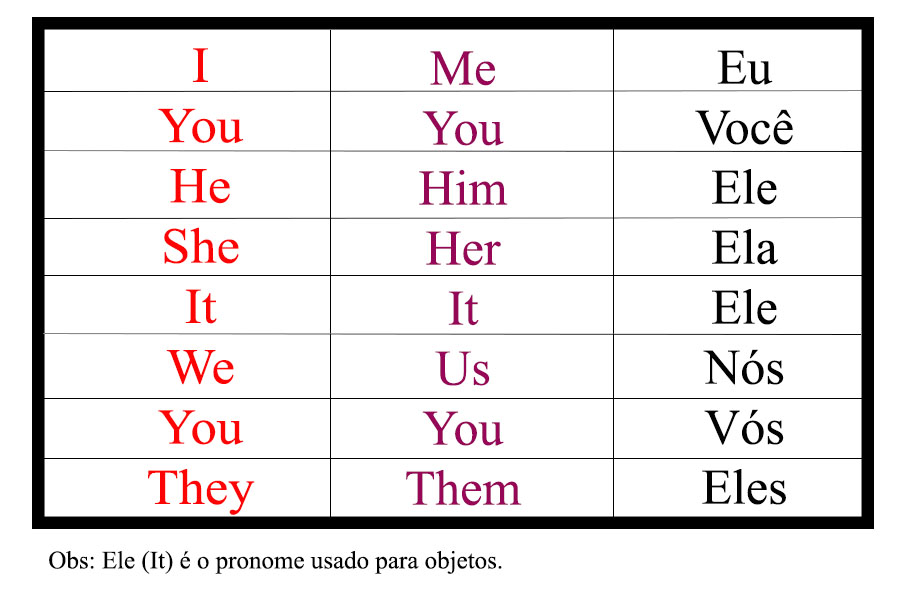 I Me Eu
You You Você
He Him Ele
She Her Ela
It It Ele
We Us Nós
You You Vós
They Them Eles
Obs: Ele (It) é o pronome usado para objetos.